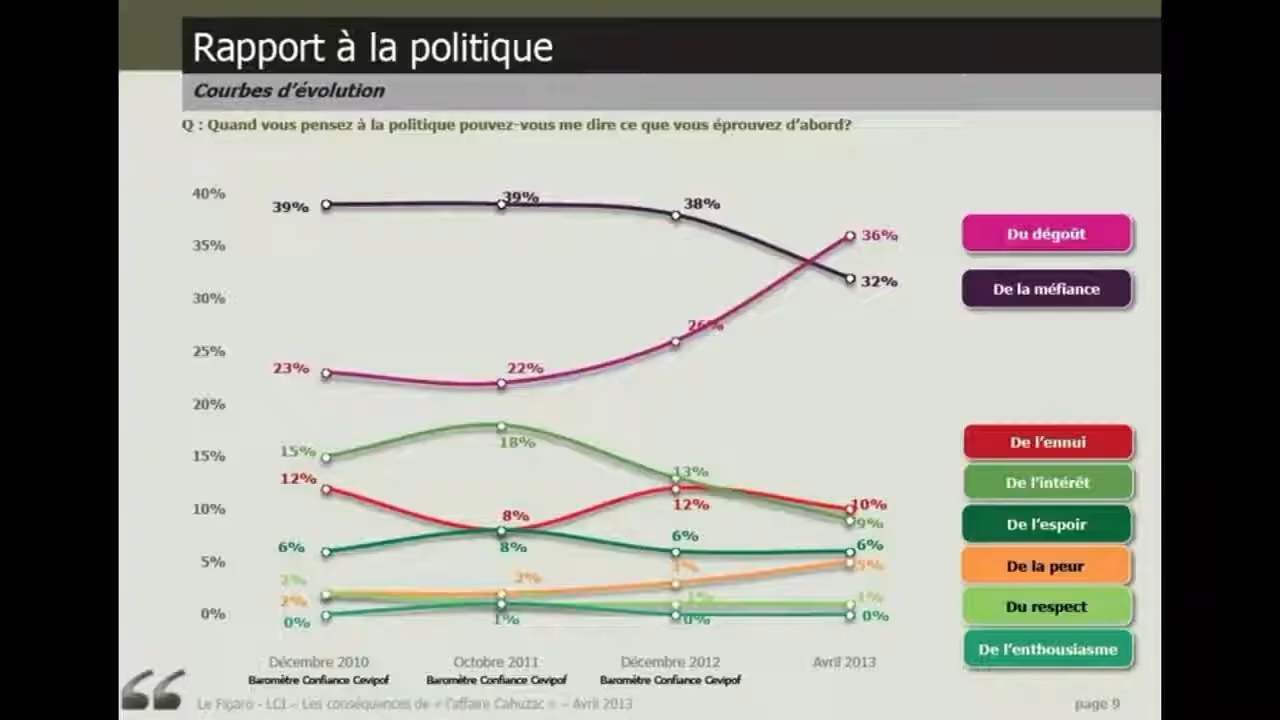 Rapport à la politique
Courbes d'évolution
Q : Quand vous pensez à la politique pouvez-vous me dire ce que vous éprouvez d'abord?
40%
39%
39%
38%
35%
36%
Du dégoût
32%
De la méfiance
30%
26%
25%
23%
22%
20%
15%
15%
18%
13%
De l'ennui
12%
12%
10%
De l'intérêt
10%
8%
9%
De l'espoir
6%
8%
6%
6%
5%
3%
5%
De la peur
2%
2%
2%
1%
1%
Du respect
0%
0%
1%
0%
0%
De l'enthousiasme
Décembre 2010
Octobre 2011
Décembre 2012
Avril 2013
Baromètre Confiance Cevipof
Baromètre Confiance Cevipof
Baromètre Confiance Cevipof
Le Figaro - LCI – Les conséquences de « l'affaire Cahuzac » – Avril 2013
page 9